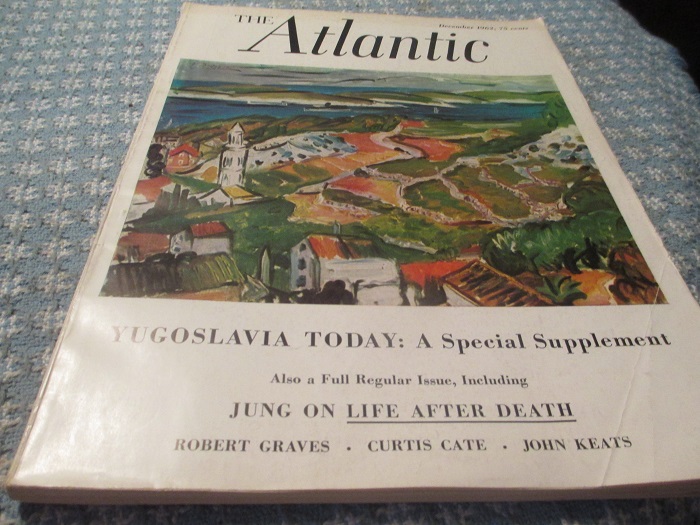 THE Atlantic
December 1962, 75 cents
YUGOSLAVIA TODAY: A Special Supplement
Also a Full Regular Issue, Including
JUNG ON LIFE AFTER DEATH
ROBERT GRAVES • CURTIS CATE • JOHN KEATS